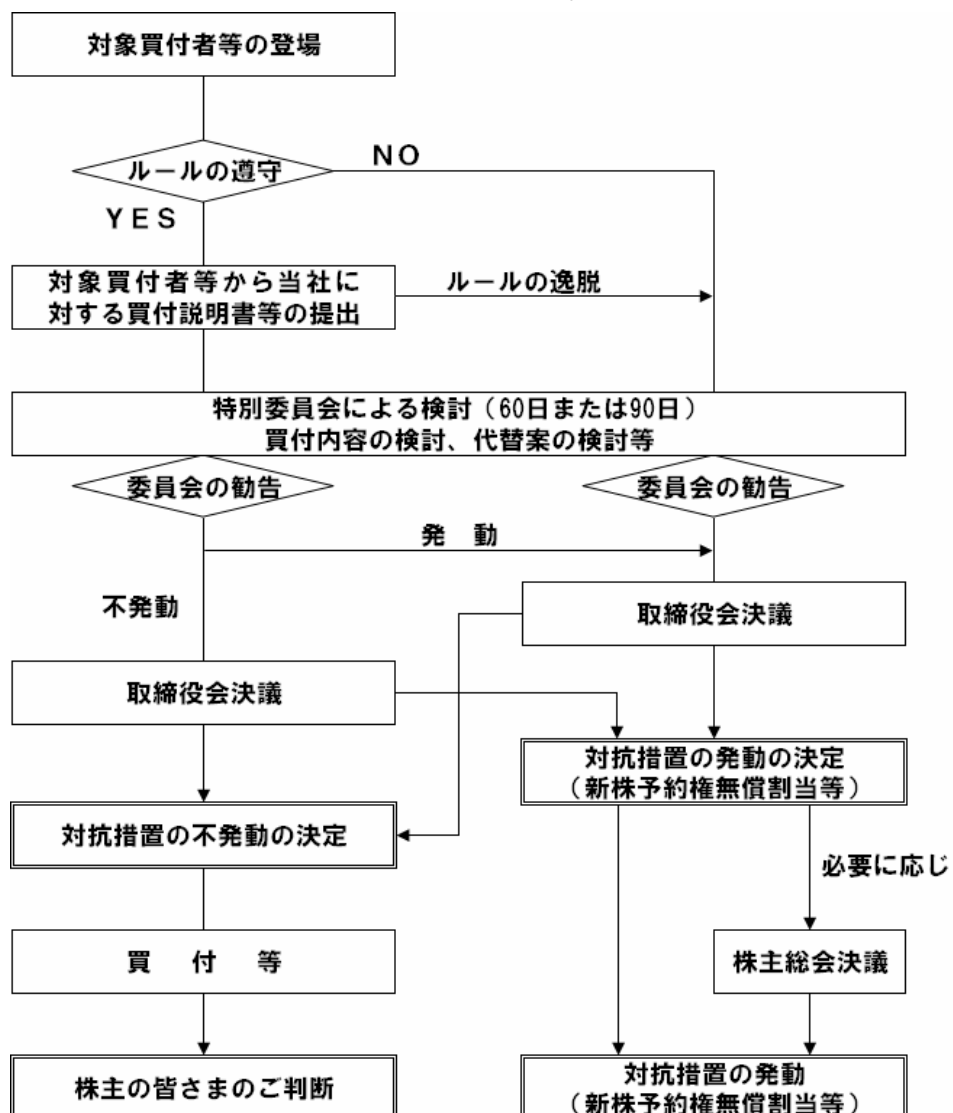 対象買付者等の登場
ルールの遵守
NO
YES
対象買付者等から当社に
対する買付説明書等の提出
ルールの逸脱
特別委員会による検討（60日または90日）
買付内容の検討、代替案の検討等
委員会の勧告
委員会の勧告
発 動
不発動
取締役会決議
取締役会決議
対抗措置の発動の決定
（新株予約権無償割当等）
対抗措置の不発動の決定
必要に応じ
買 付 等
株主総会決議
株主の皆さまのご判断
対抗措置の発動
（新株予約権無償割当等）